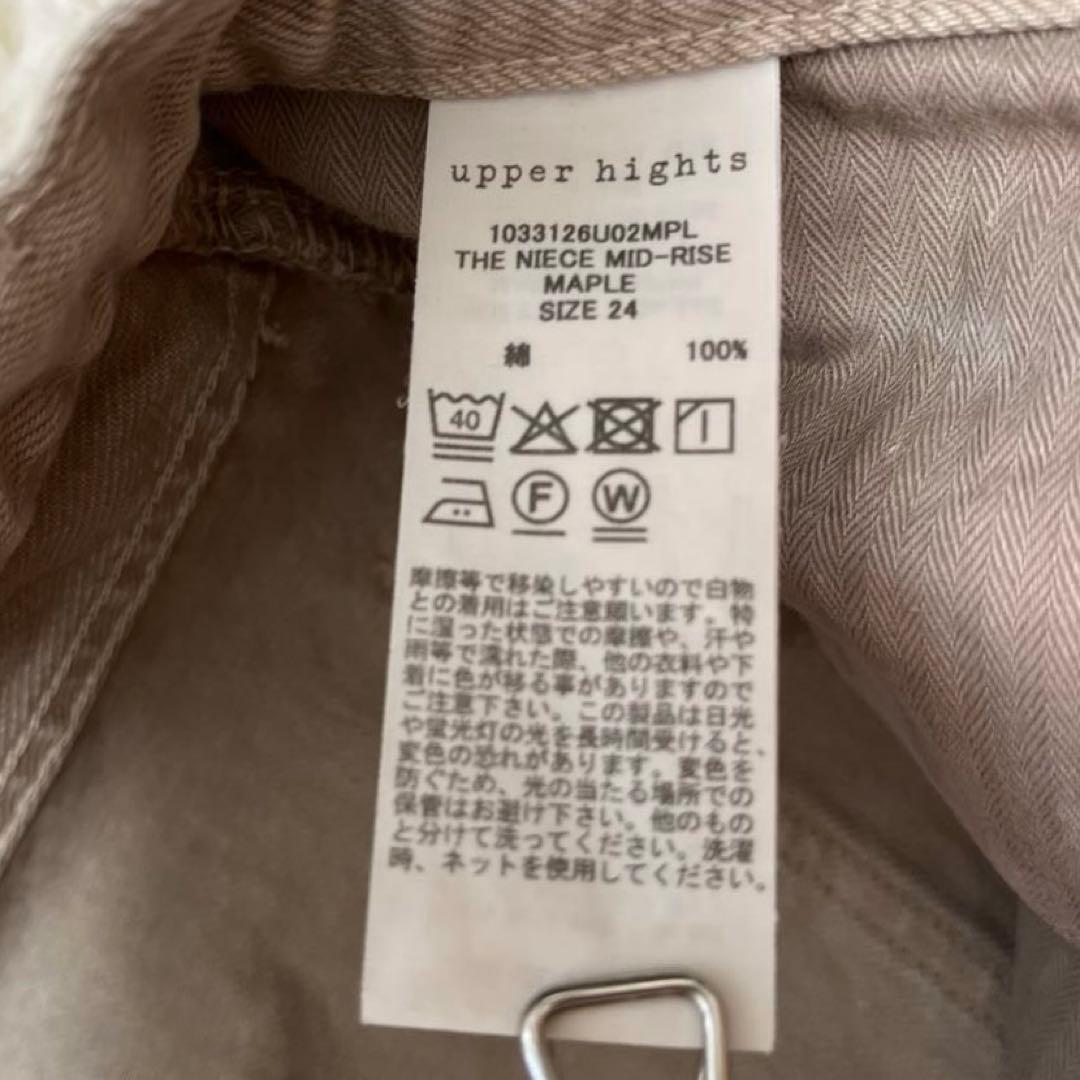 upper hights
1033126U02MPL
THE NIECE MID-RISE
MAPLE
SIZE 24
綿 100%
40
F W
摩擦等で移染しやすいので白物
との着用はご注意願います。特
に湿った状態での摩擦や、汗や
雨等で濡れた際、他の衣料や下
着に色が移る事がありますので
ご注意下さい。この製品は日光
や蛍光灯の光を長時間受けると、
変色の恐れがあります。変色を
防ぐため、光の当たる場所での
保管はお避け下さい。他のもの
と分けて洗ってください。洗濯
時、ネットを使用してください。